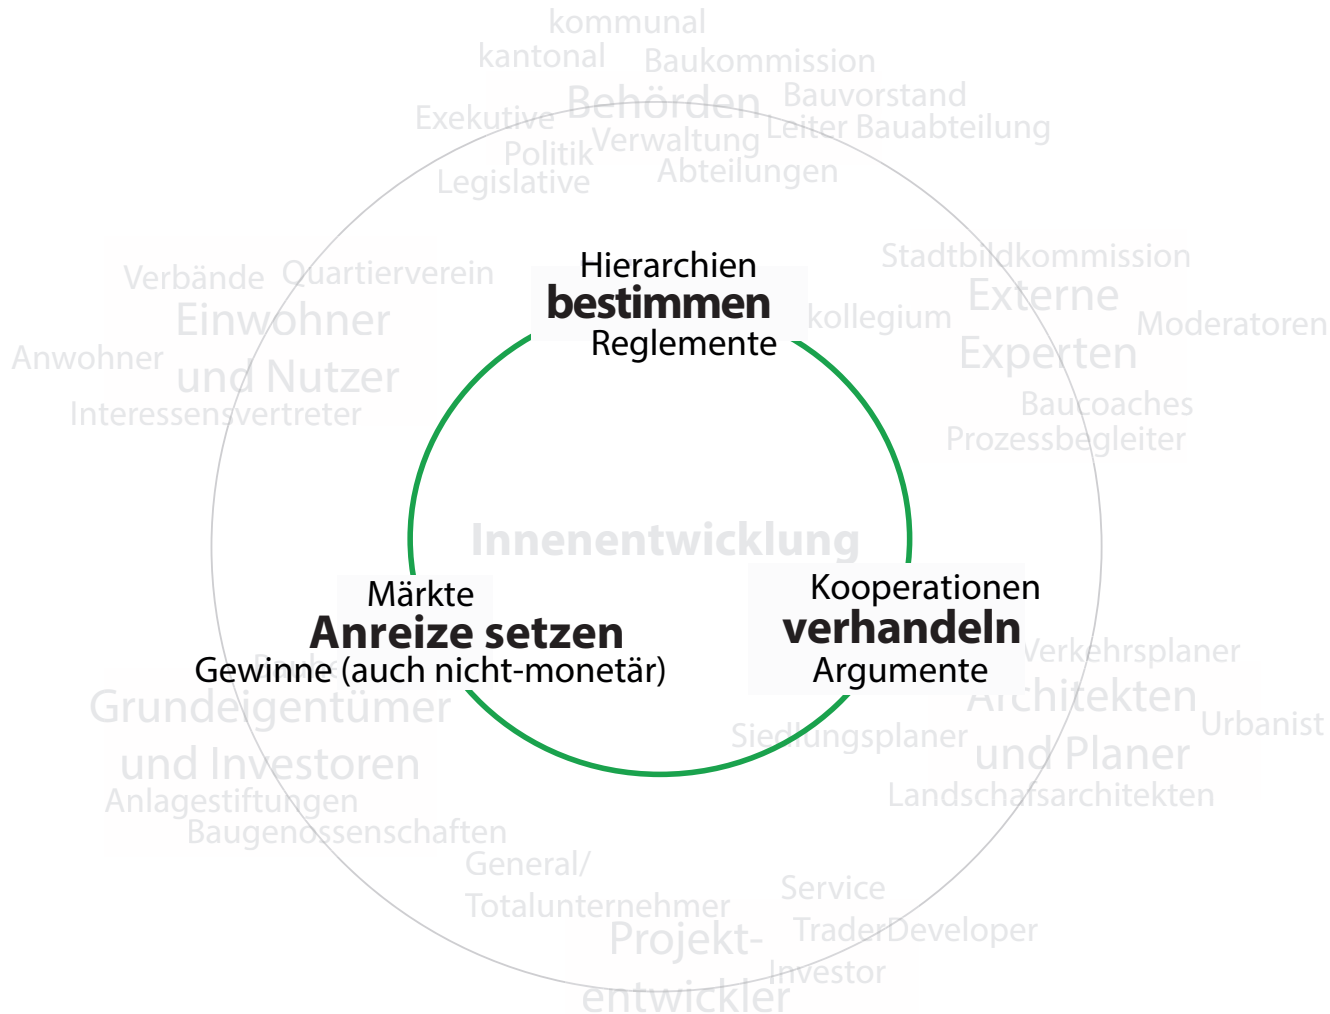 kommunal
kantonal
Baukommission
Behörden
Bauvorstand
Exekutive
Verwaltung
Leiter Bauabteilung
Politik
Abteilungen
Legislative
Hierarchien
bestimmen
Reglemente
Stadtbildkommission
Externe
Experten
kollegium
Moderatoren
Baucoaches
Prozessbegleiter
Verbände
Quartierverein
Einwohner
und Nutzer
Anwohner
Interessensvertreter
Innenentwicklung
Märkte
Anreize setzen
Gewinne (auch nicht-monetär)
Kooperationen
verhandeln
Argumente
Grundeigentümer
und Investoren
Anlagestiftungen
Baugenossenschaften
Verkehrsplaner
Architekten
und Planer
Urbanist
Siedlungsplaner
Landschafsarchitekten
General/
Totalunternehmer
Service
Projekt-
entwickler
TraderDeveloper
Investor